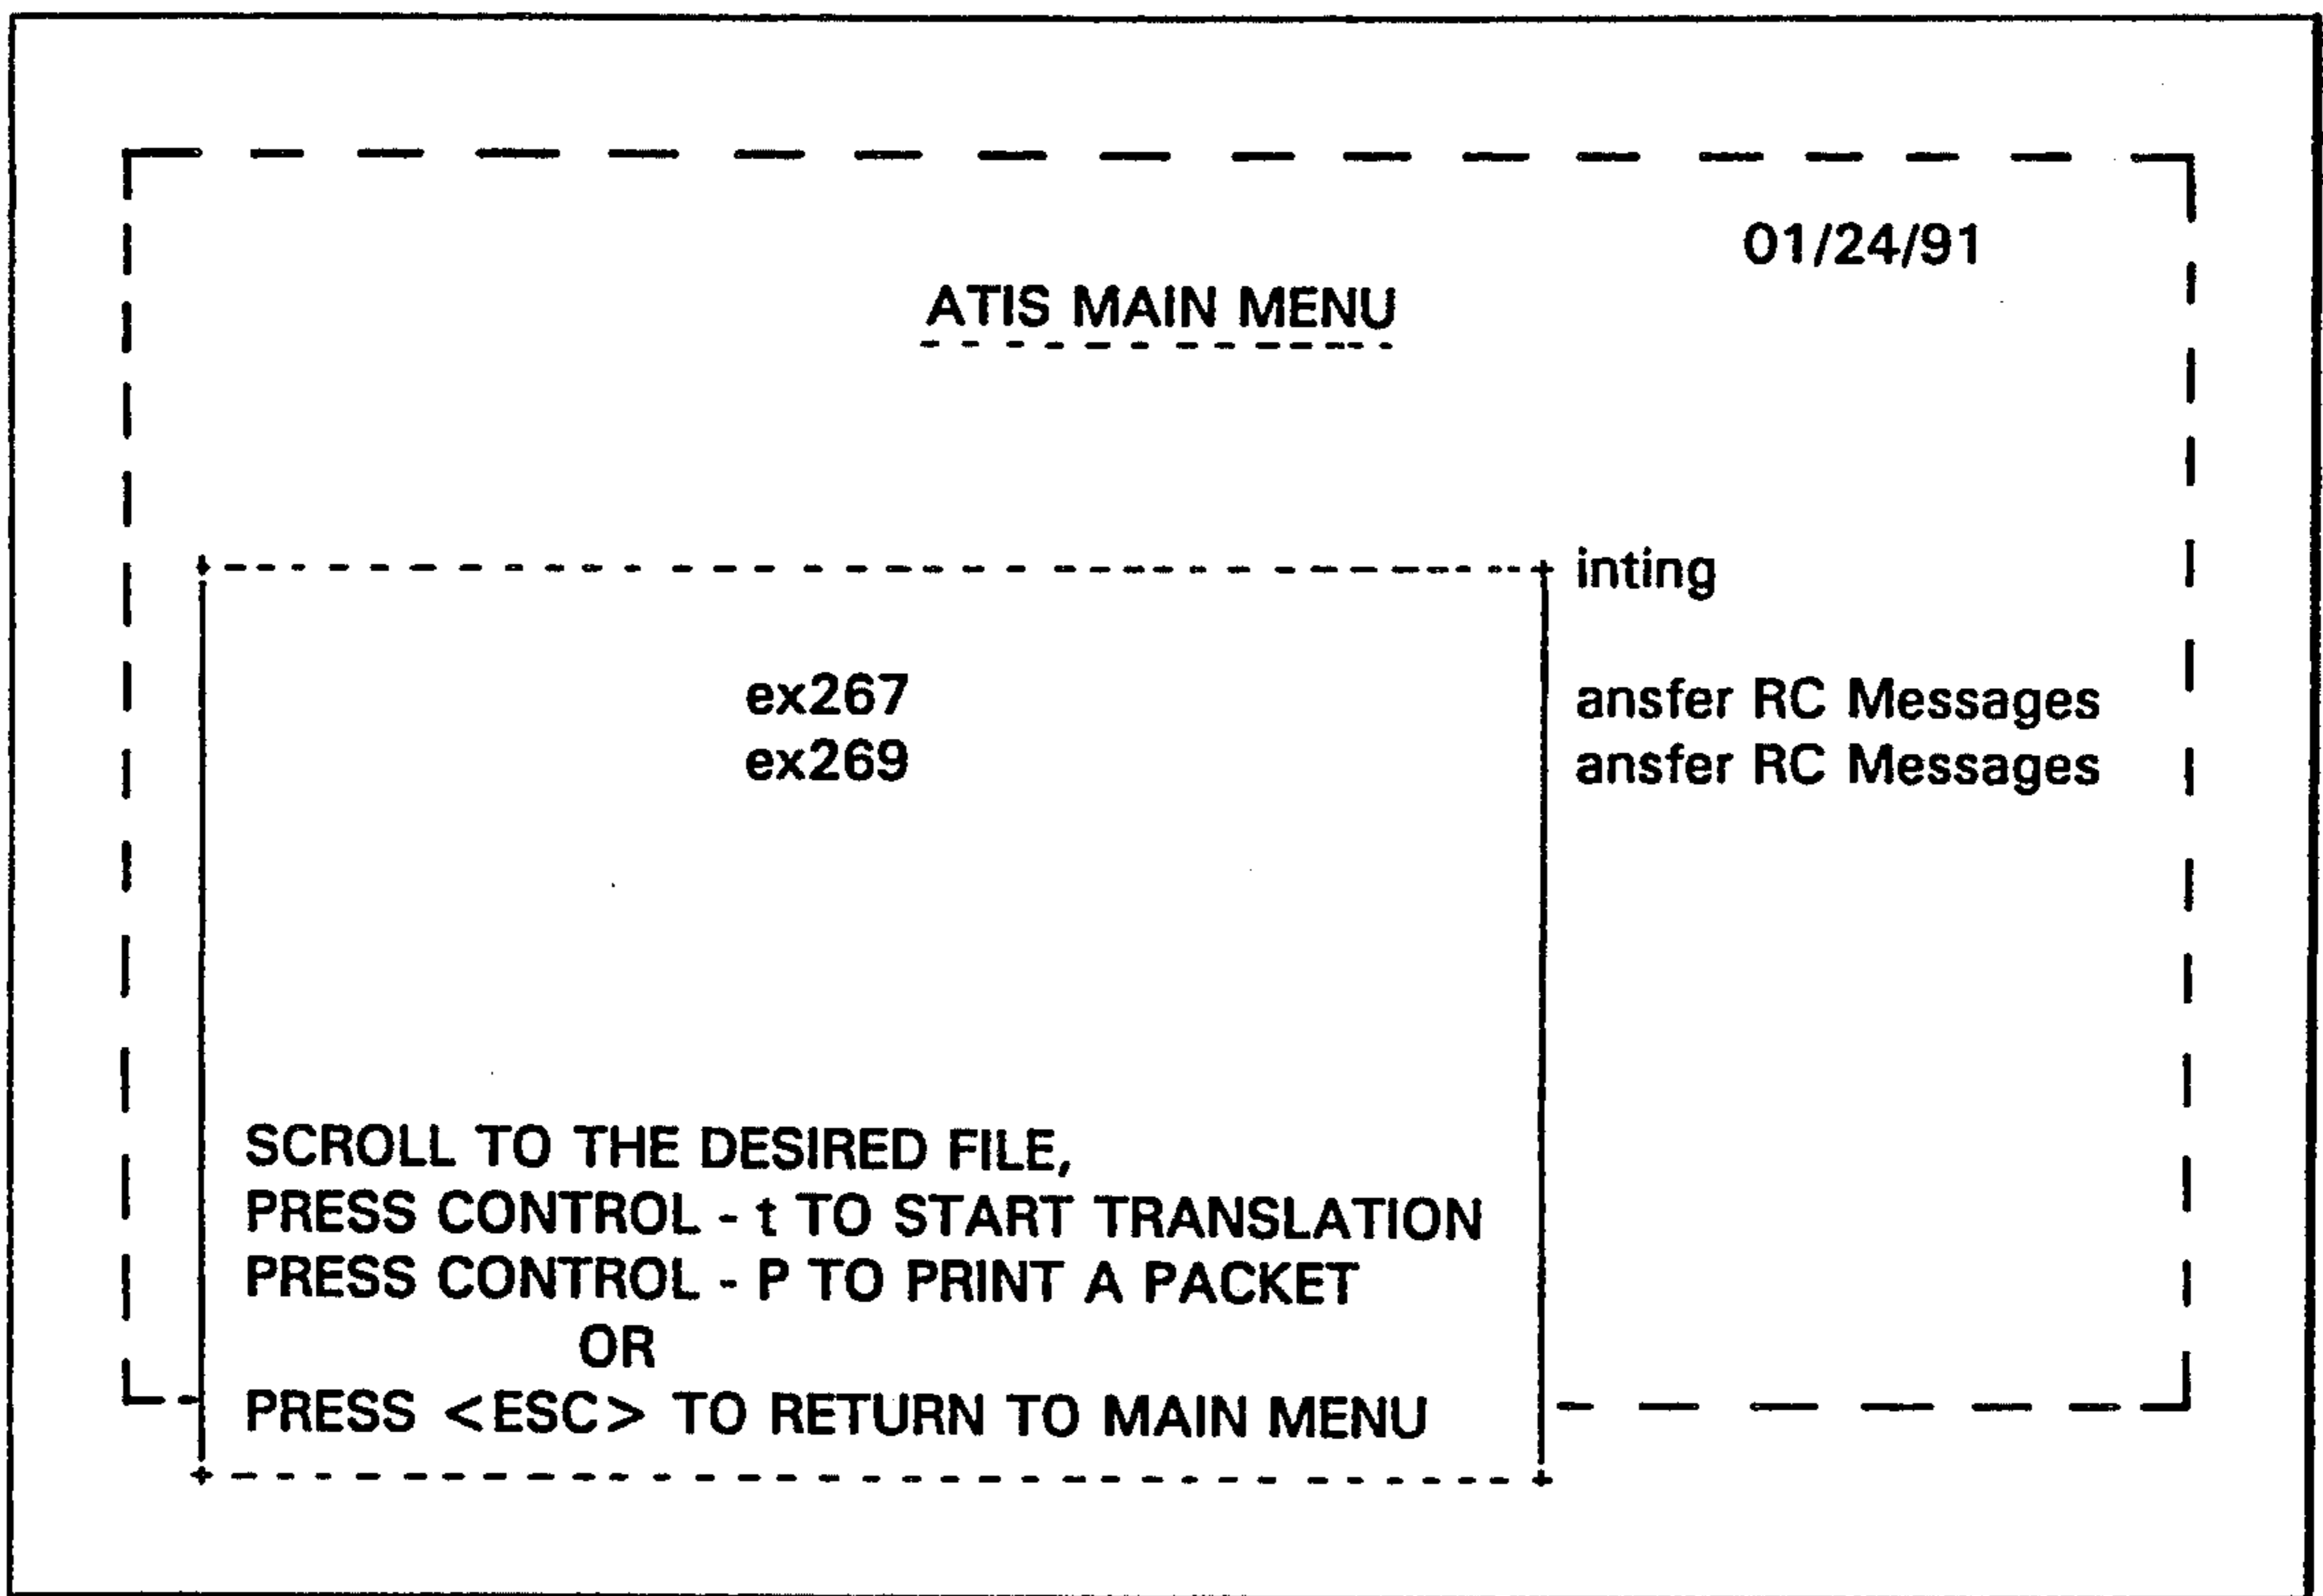 01/24/91
ATIS MAIN MENU
inting
ex267 ansfer RC Messages
ex269 ansfer RC Messages
SCROLL TO THE DESIRED FILE,
PRESS CONTROL - t TO START TRANSLATION
PRESS CONTROL - P TO PRINT A PACKET
OR
PRESS <ESC> TO RETURN TO MAIN MENU